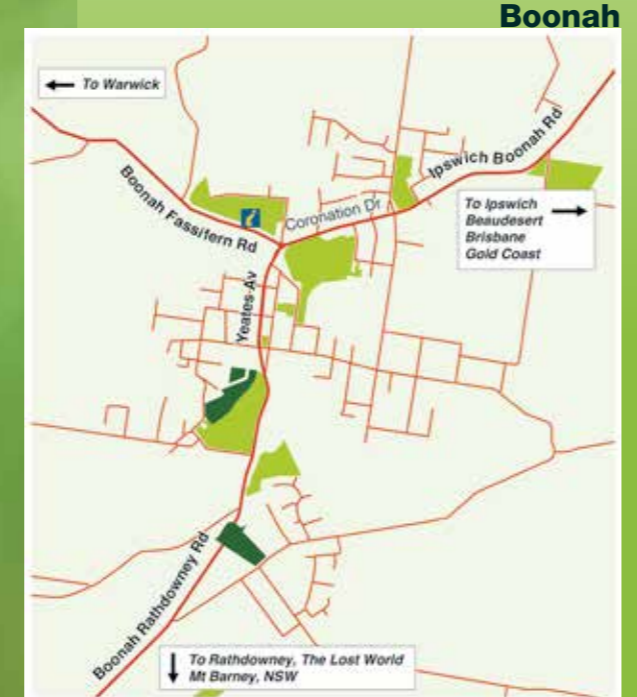 Boonah
To Warwick
Ipswich Boonah Rd
Boonah Fassifern Rd
Coronation Dr
To Ipswich
Beaudesert
Brisbane
Gold Coast
Yeates Av
Boonah Rathdowney Rd
To Rathdowney, The Lost World
Mt Barney, NSW